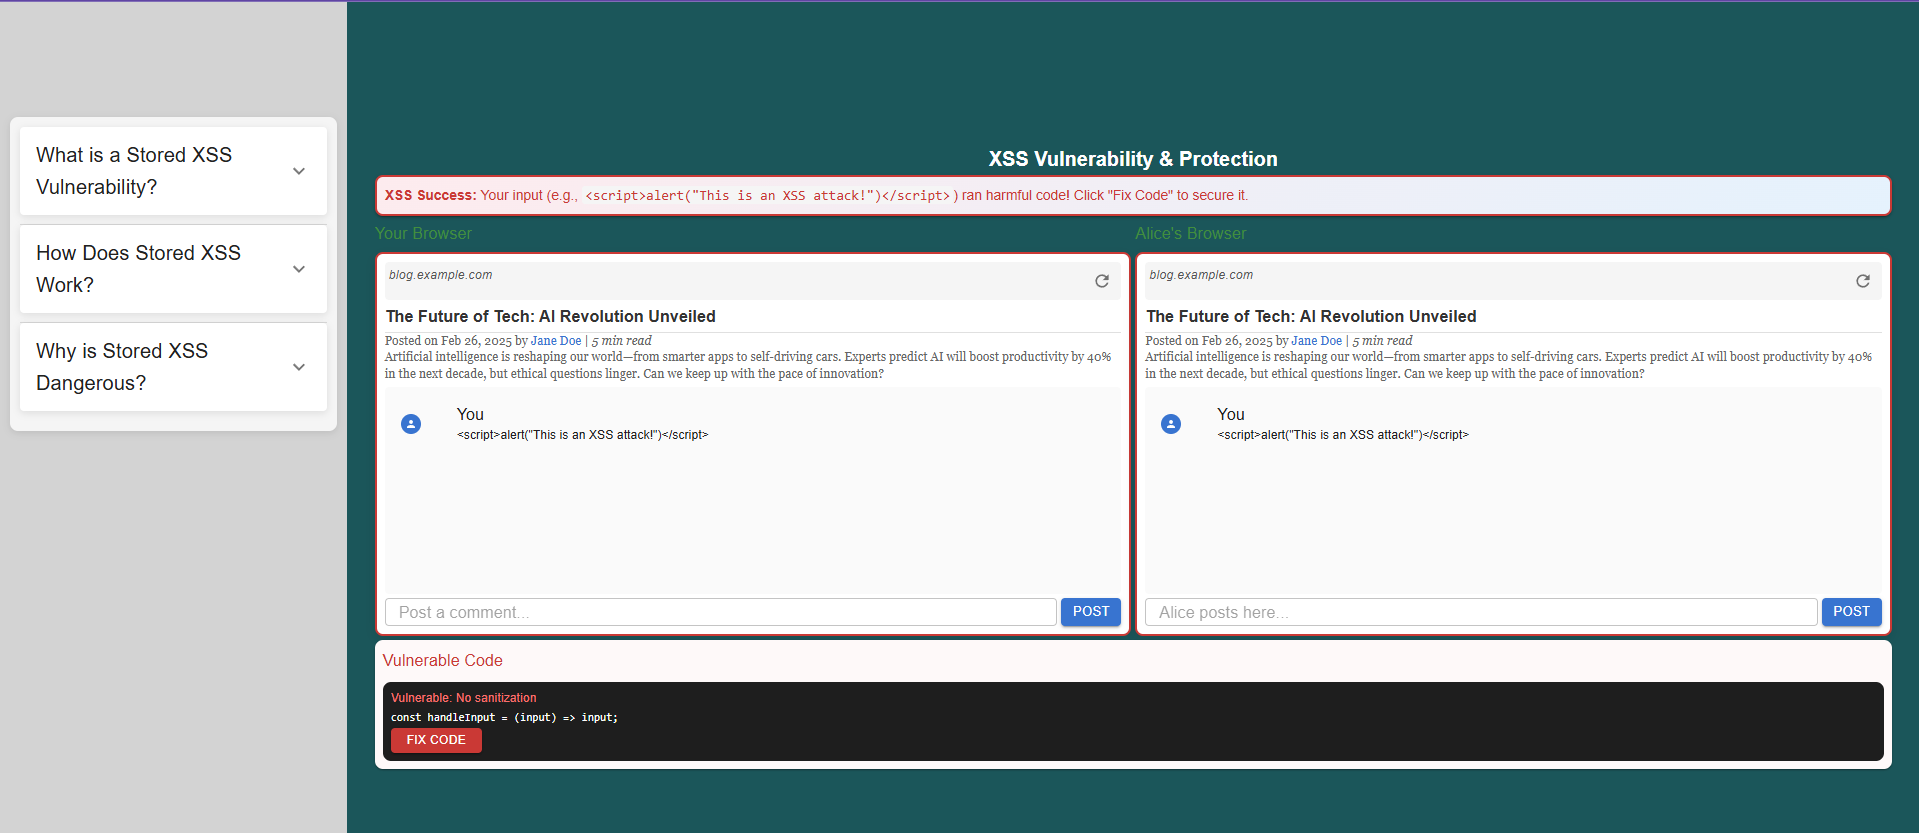 What is a Stored XSS
Vulnerability?
How Does Stored XSS
Work?
Why is Stored XSS
Dangerous?
XSS Vulnerability & Protection
XSS Success: Your input (e.g., <script>alert("This is an XSS attack!")</script>) ran harmful code! Click "Fix Code" to secure it.
Your Browser
blog.example.com
The Future of Tech: AI Revolution Unveiled
Posted on Feb 26, 2025 by Jane Doe | 5 min read
Artificial intelligence is reshaping our world—from smarter apps to self-driving cars. Experts predict AI will boost productivity by 40%
in the next decade, but ethical questions linger. Can we keep up with the pace of innovation?
You
<script>alert("This is an XSS attack!")</script>
Post a comment...
POST
Alice's Browser
blog.example.com
The Future of Tech: AI Revolution Unveiled
Posted on Feb 26, 2025 by Jane Doe | 5 min read
Artificial intelligence is reshaping our world—from smarter apps to self-driving cars. Experts predict AI will boost productivity by 40%
in the next decade, but ethical questions linger. Can we keep up with the pace of innovation?
You
<script>alert("This is an XSS attack!")</script>
Alice posts here...
POST
Vulnerable Code
Vulnerable: No sanitization
const handleInput = (input) => input;
FIX CODE